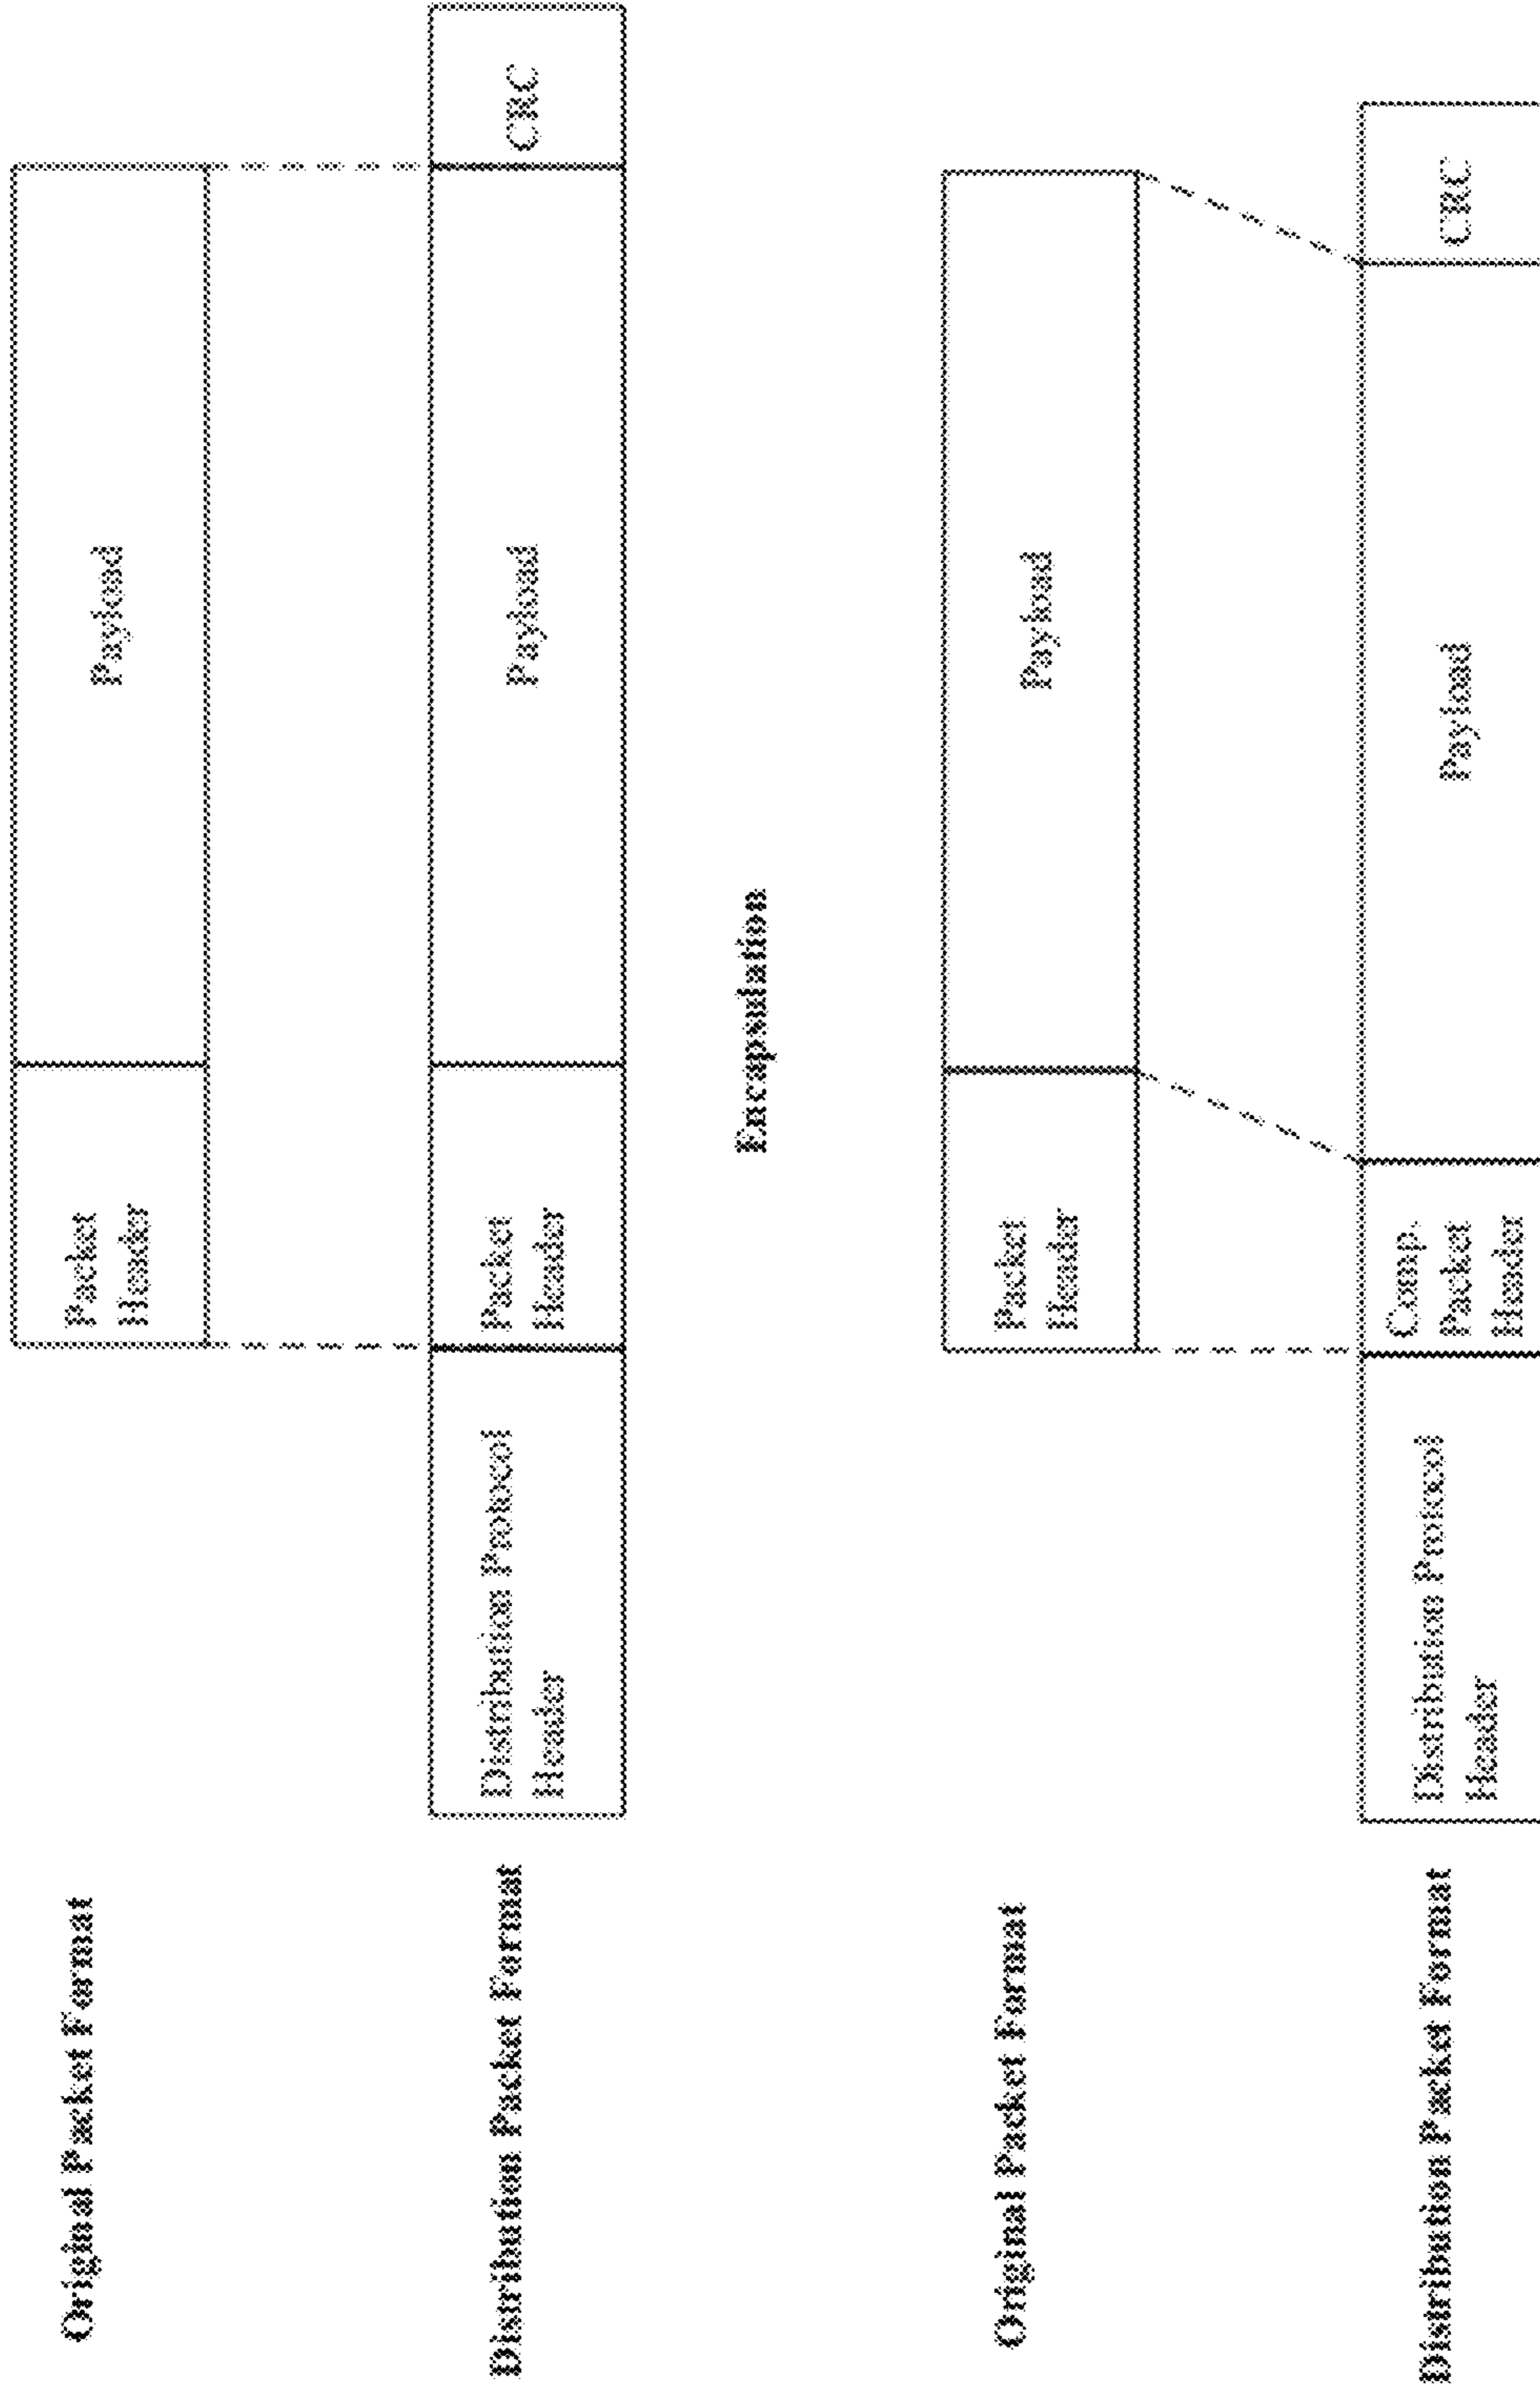 Original Packet Format
Packet
Header
Payload
Distribution Packet Format
Distribution Protocol
Header
Packet
Header
Payload
CRC
Encapsulation
Original Packet Format
Packet
Header
Payload
Distribution Packet Format
Distribution Protocol
Header
Comp.
Packet
Header
Payload
CRC